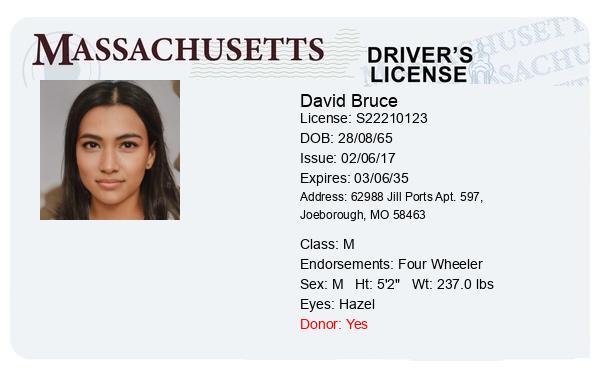 MASSACHUSETTS
DRIVER'S
LICENSE
David Bruce
License: S22210123
DOB: 28/08/65
Issue: 02/06/17
Expires: 03/06/35
Address: 62988 Jill Ports Apt. 597,
Joeborough, MO 58463
Class: M
Endorsements: Four Wheeler
Sex: M Ht: 5'2" Wt: 237.0 lbs
Eyes: Hazel
Donor: Yes